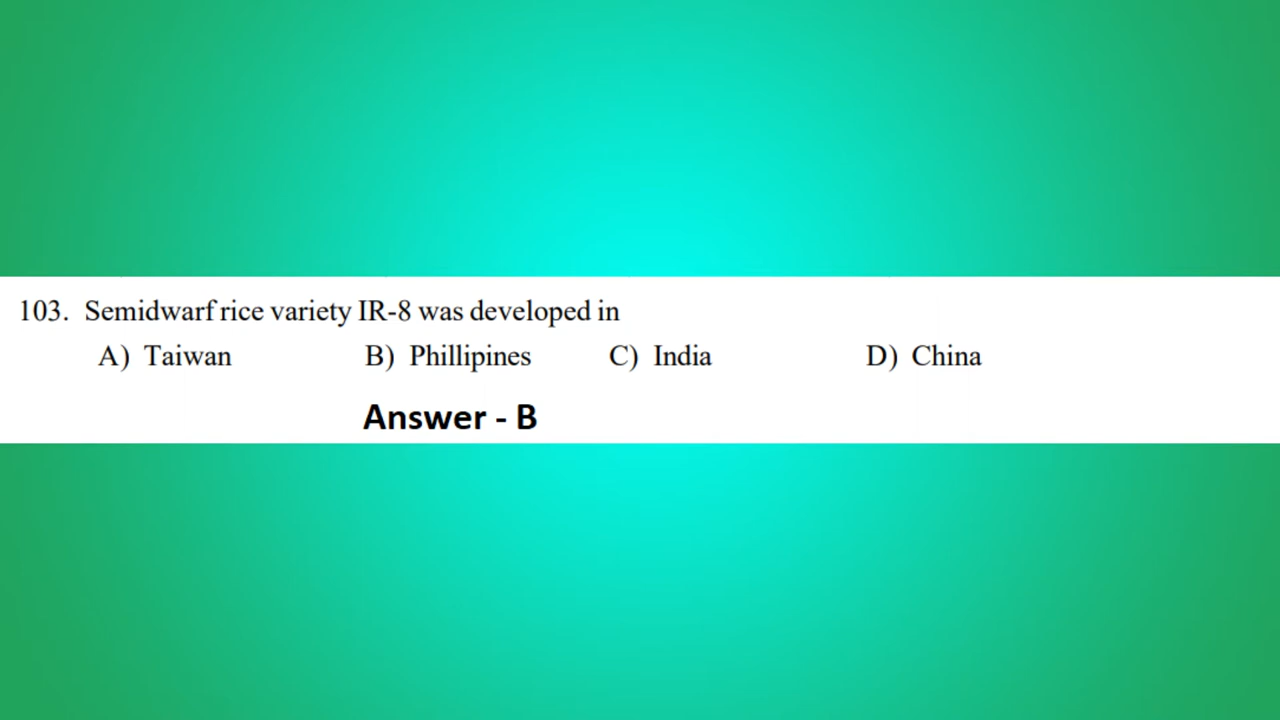 103. Semidwarf rice variety IR-8 was developed in
A) Taiwan B) Phillipines C) India D) China
Answer - B